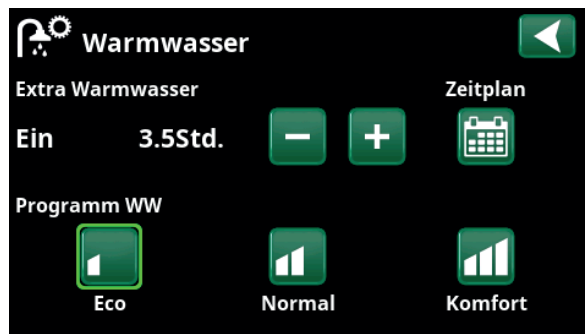 Warmwasser
Extra Warmwasser Zeitplan
Ein 3.5Std.
Programm WW
Eco Normal Komfort